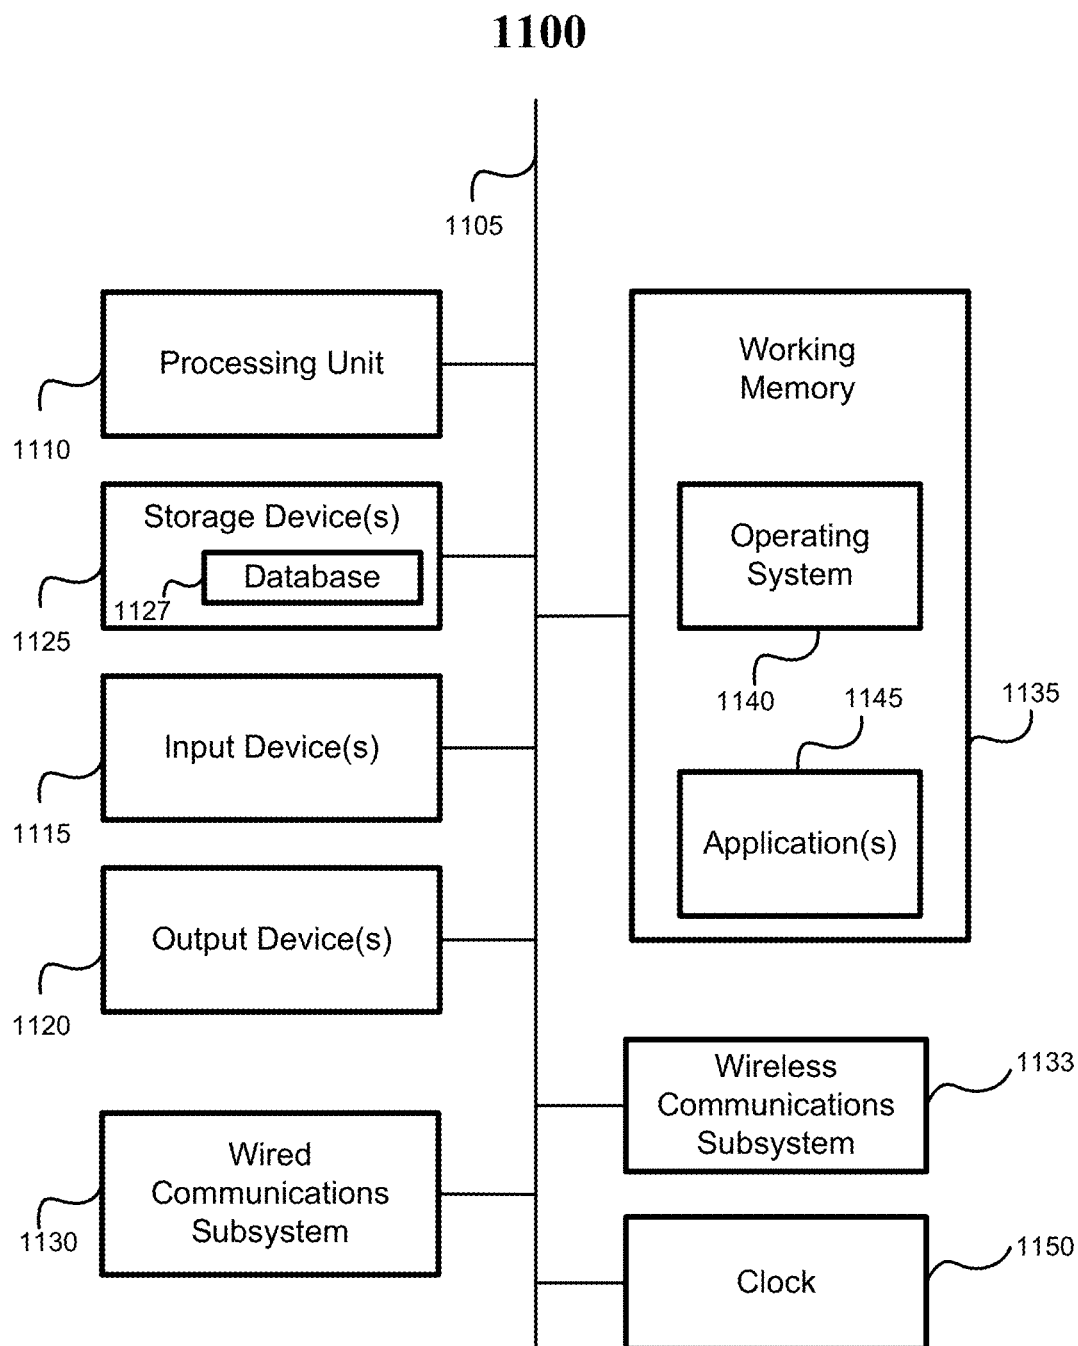 1100
1105
Processing Unit
1110
Storage Device(s)
Database
1127
1125
Input Device(s)
1115
Output Device(s)
1120
Wired
Communications
Subsystem
1130
Working
Memory
Operating
System
1140
1145
1135
Application(s)
Wireless
Communications
Subsystem
1133
Clock
1150